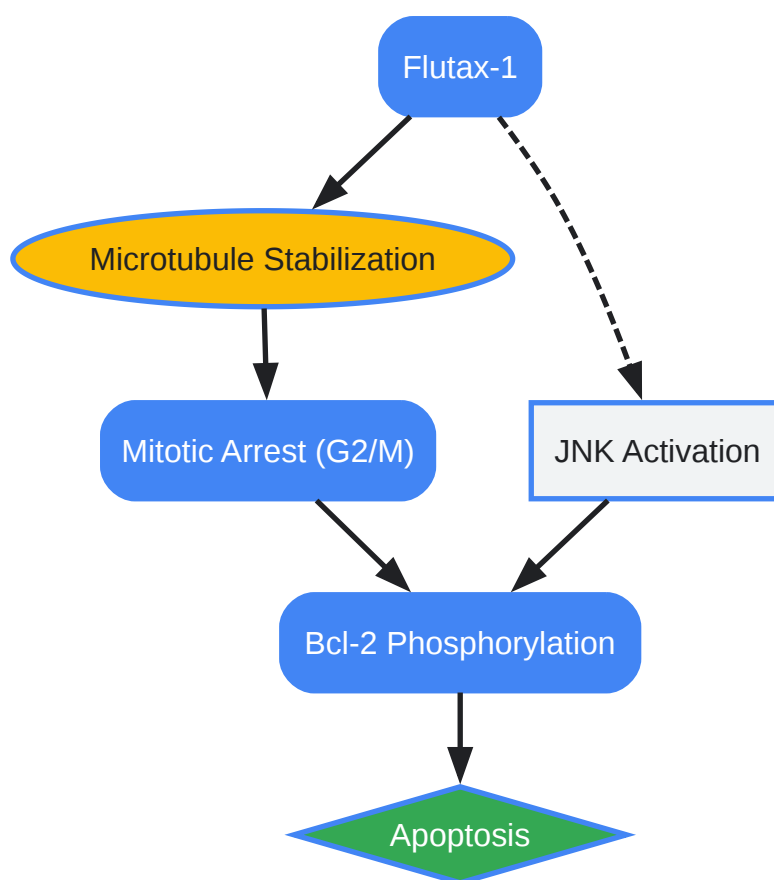 Flutax-1
Microtubule Stabilization
Mitotic Arrest (G2/M)
JNK Activation
Bcl-2 Phosphorylation
Apoptosis